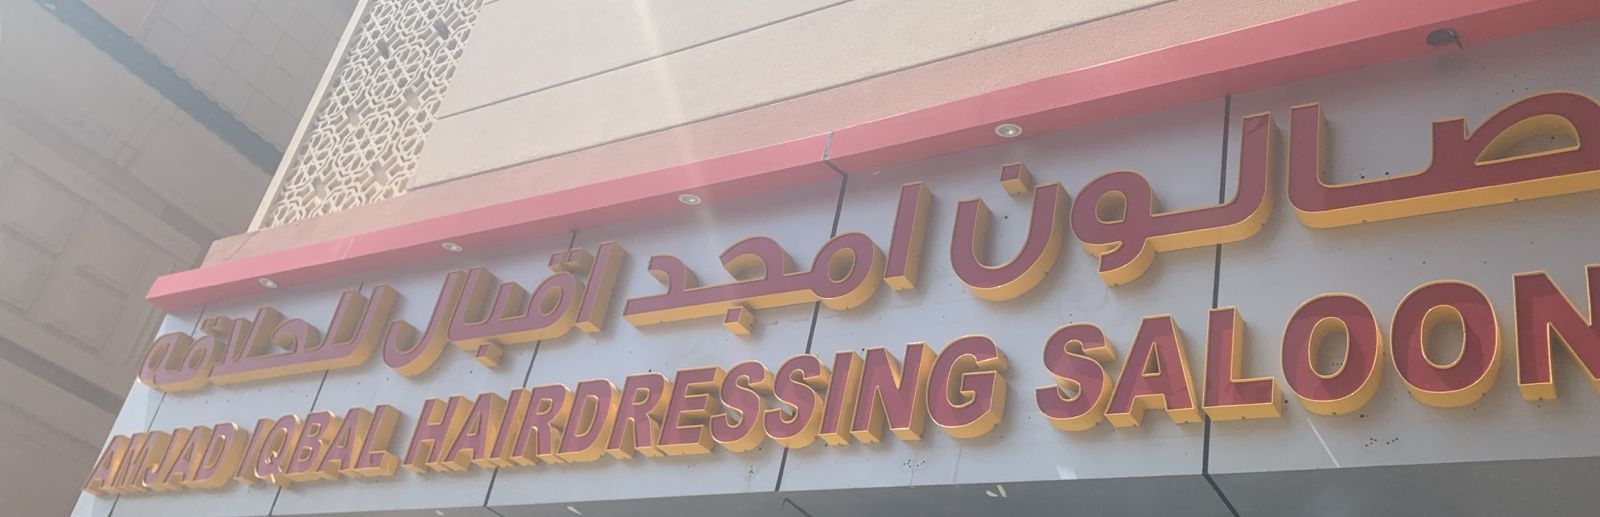 صالون امجد اقبال للحلاقه
AMJAD IQBAL HAIRDRESSING SALOON